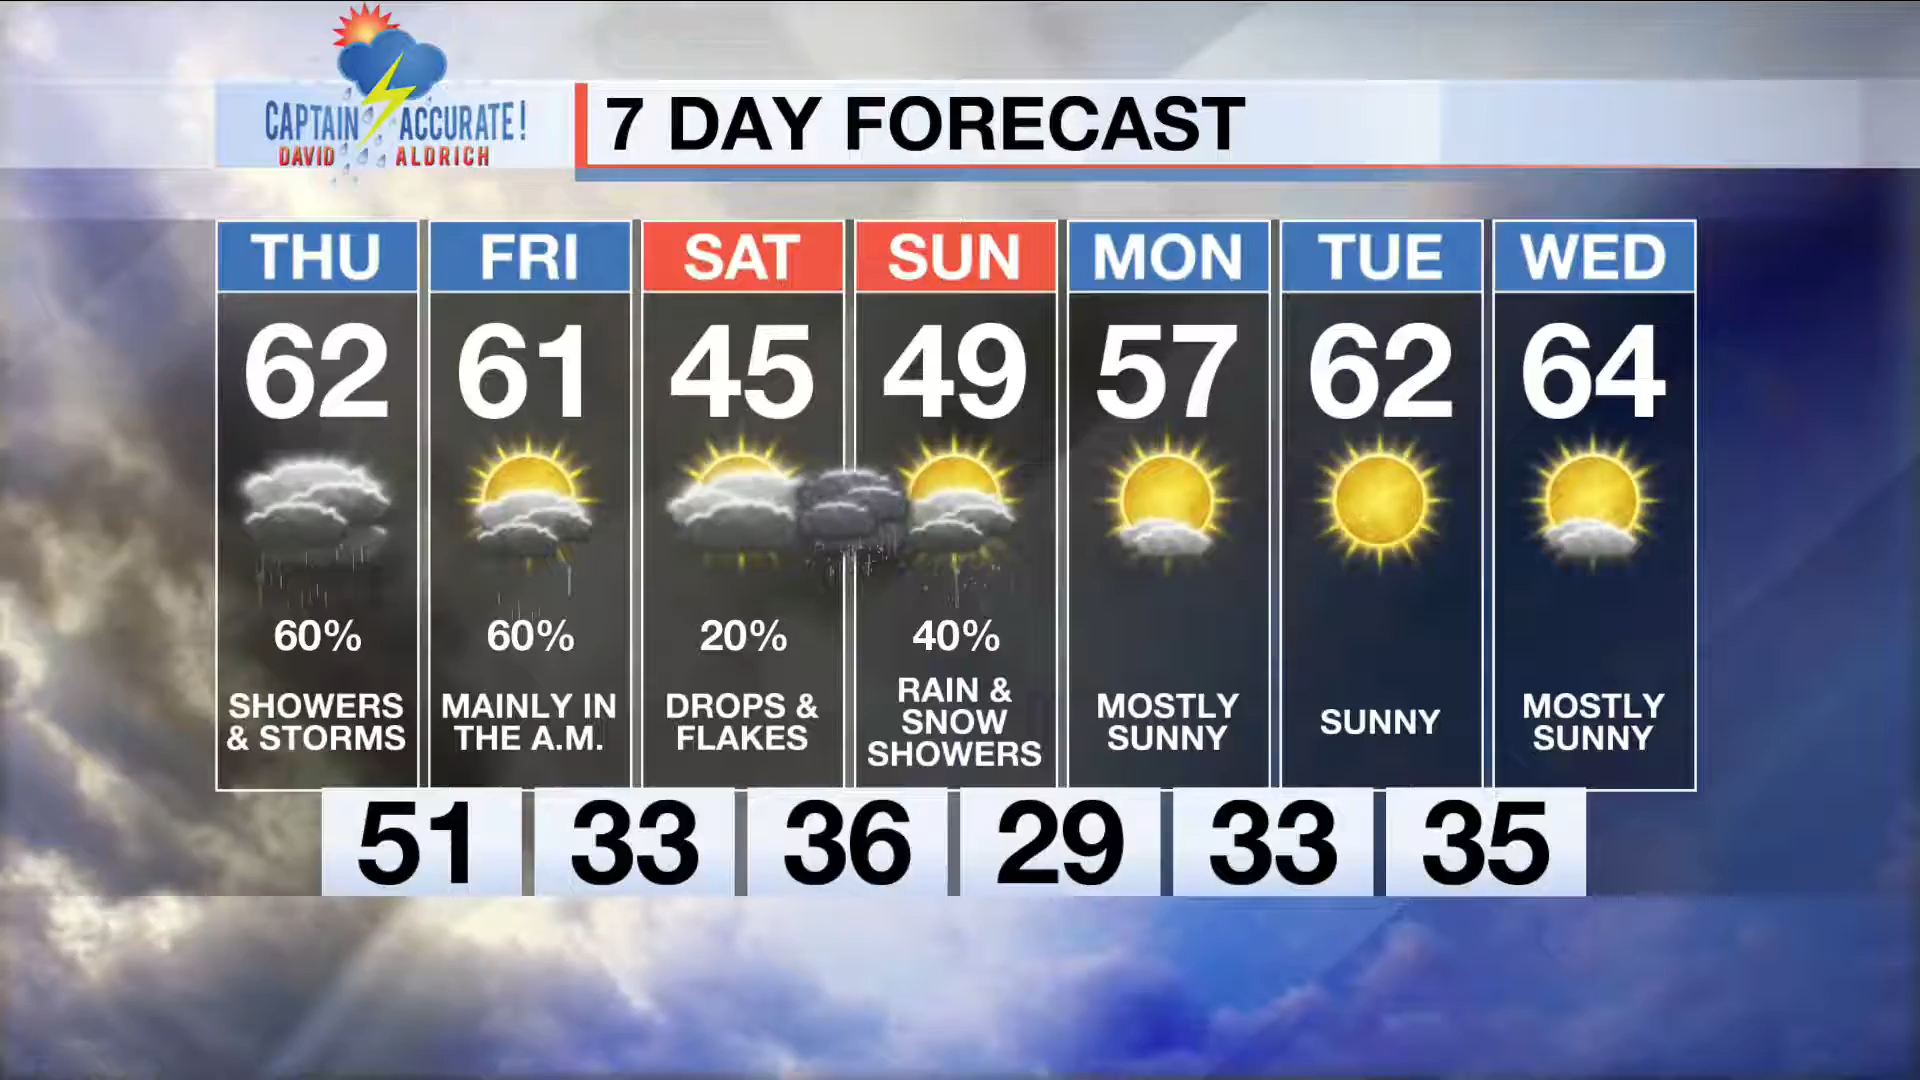 CAPTAIN ACCURATE!
DAVID ALDRICH
7 DAY FORECAST
THU
62
60%
SHOWERS
& STORMS
FRI
61
60%
MAINLY IN
THE A.M.
SAT
45
20%
DROPS &
FLAKES
SUN
49
40%
RAIN &
SNOW
SHOWERS
MON
57
MOSTLY
SUNNY
TUE
62
SUNNY
WED
64
MOSTLY
SUNNY
51
33
36
29
33
35